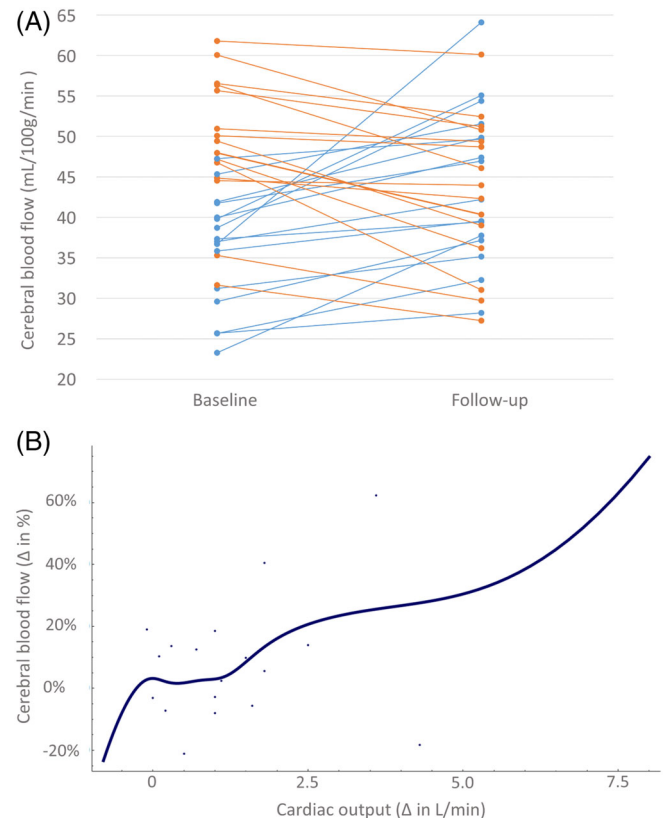 (A)
65
60
55
50
45
40
35
30
25
20
Cerebral blood flow (mL/100g/min )
Baseline Follow-up
(B)
60%
40%
20%
0%
-20%
Cerebral blood flow (Δ in %)
0 2.5 5.0 7.5
Cardiac output (Δ in L/min)